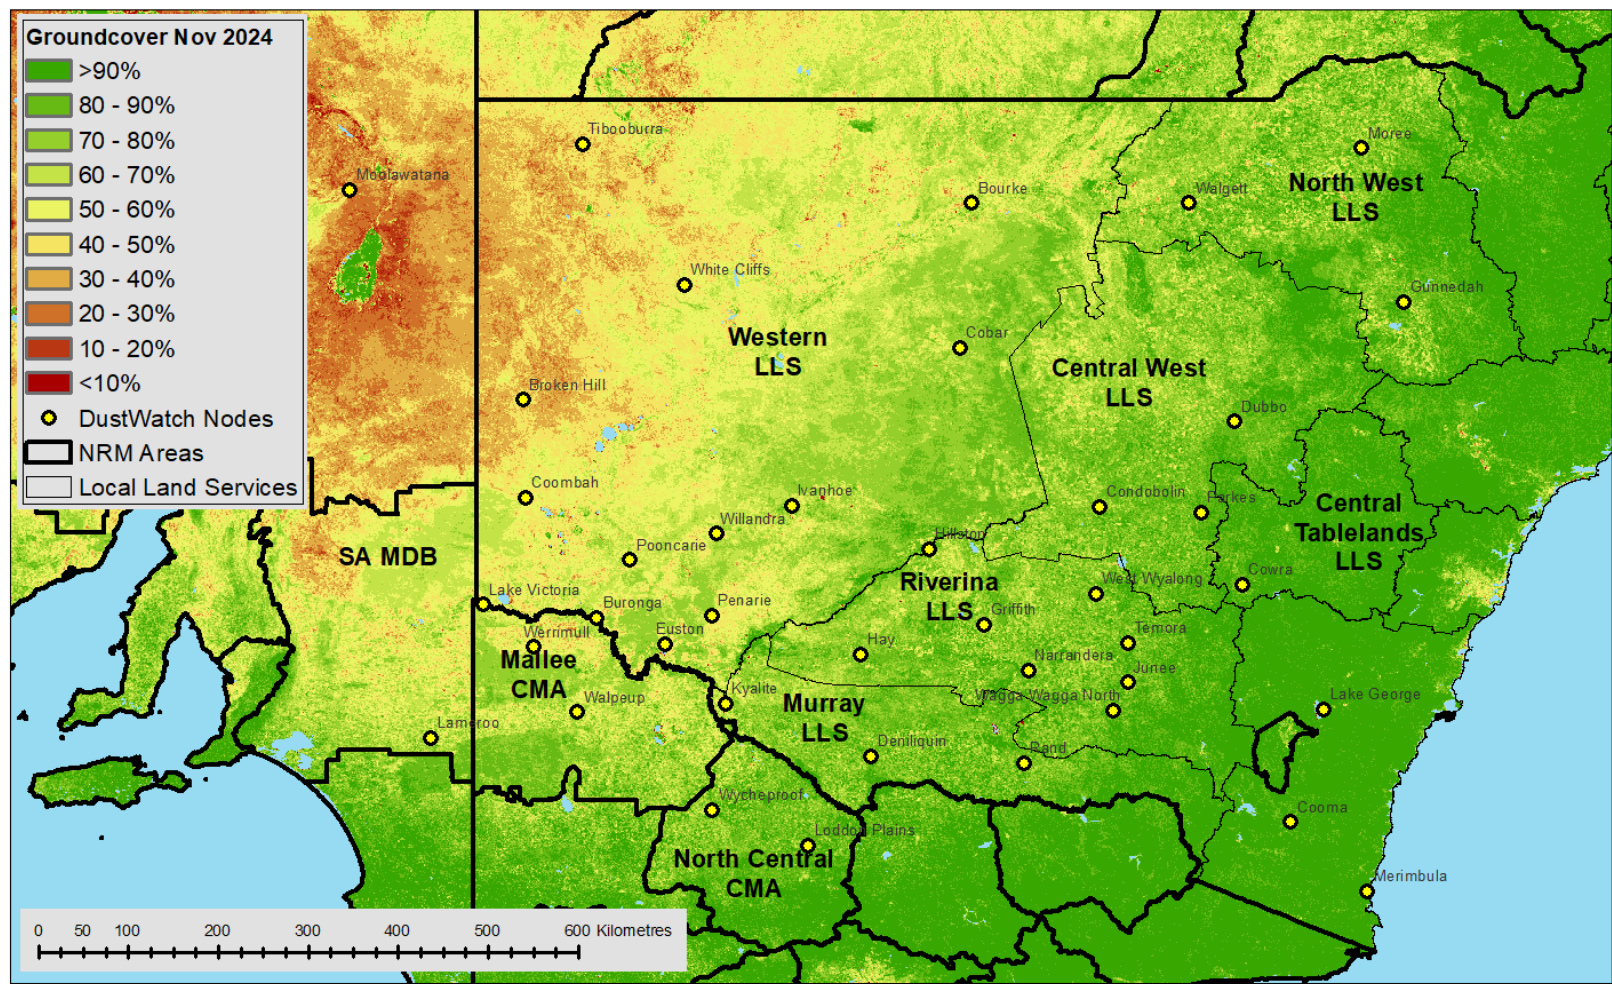 Groundcover Nov 2024
>90%
80 - 90%
70 - 80%
60 - 70%
50 - 60%
40 - 50%
30 - 40%
20 - 30%
10 - 20%
<10%
DustWatch Nodes
NRM Areas
Local Land Services
Tibooburra
Moolawatana
Moree
North West
LLS
Bourke
Walgett
White Cliffs
Gunnedah
Western
LLS
Cobar
Central West
LLS
Broken Hill
Dubbo
Coombah
Ivanhoe
Condobolin
Parkes
Central
Tablelands
LLS
Willandra
Hillston
Pooncarie
SA MDB
Riverina
LLS
West Wyalong
Cowra
Lake Victoria
Buronga
Penarie
Griffith
Werrimull
Euston
Temora
Hay
Mallee
CMA
Narrandera
Junee
Walpeup
Kyalite
Murray
LLS
Wagga Wagga North
Lake George
Lameroo
Deniliquin
Rand
Wycheproof
Cooma
Loddon Plains
North Central
CMA
Merimbula
0 50 100 200 300 400 500 600 Kilometres